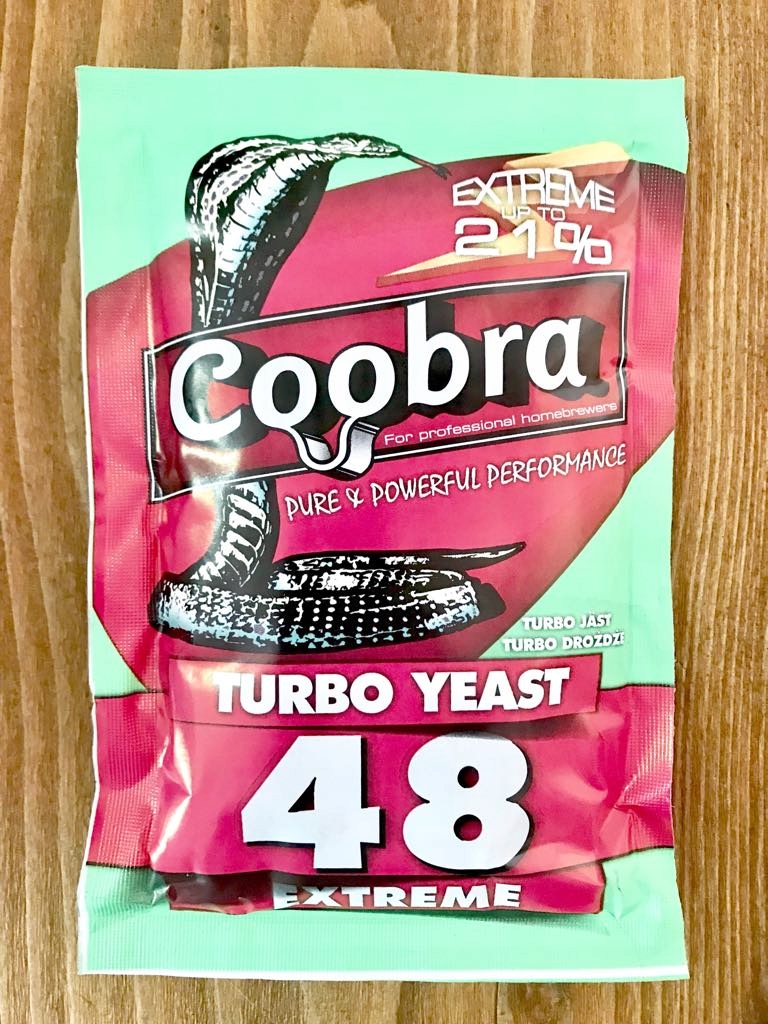 EXTREME
UP TO
21%
Coobra
For professional homebrewers
PURE & POWERFUL PERFORMANCE
TURBO JÄST
TURBO DROŻDŻE
TURBO YEAST
48
EXTREME